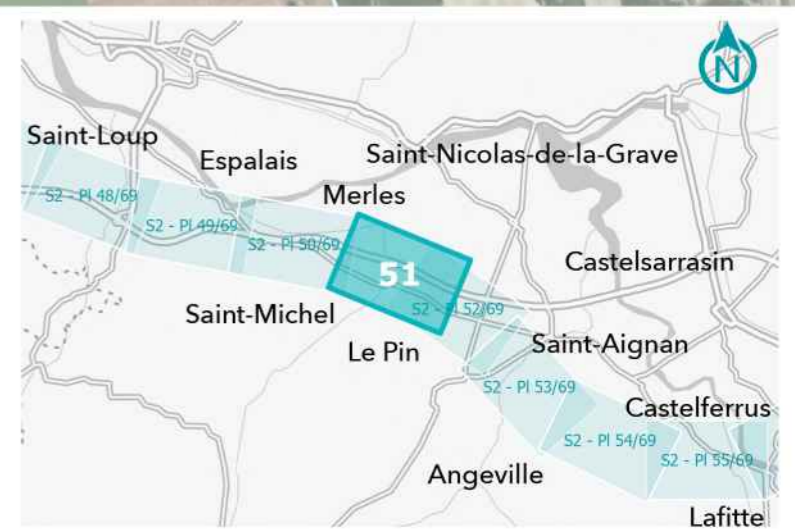 N
Saint-Loup
Espalais
Saint-Nicolas-de-la-Grave
Merles
S2 - Pl 48/69
S2 - Pl 49/69
S2 - Pl 50/69
51
Castelsarrasin
Saint-Michel
S2 - Pl 52/69
Le Pin
Saint-Aignan
S2 - Pl 53/69
Castelferrus
S2 - Pl 54/69
S2 - Pl 55/69
Angeville
Lafitte